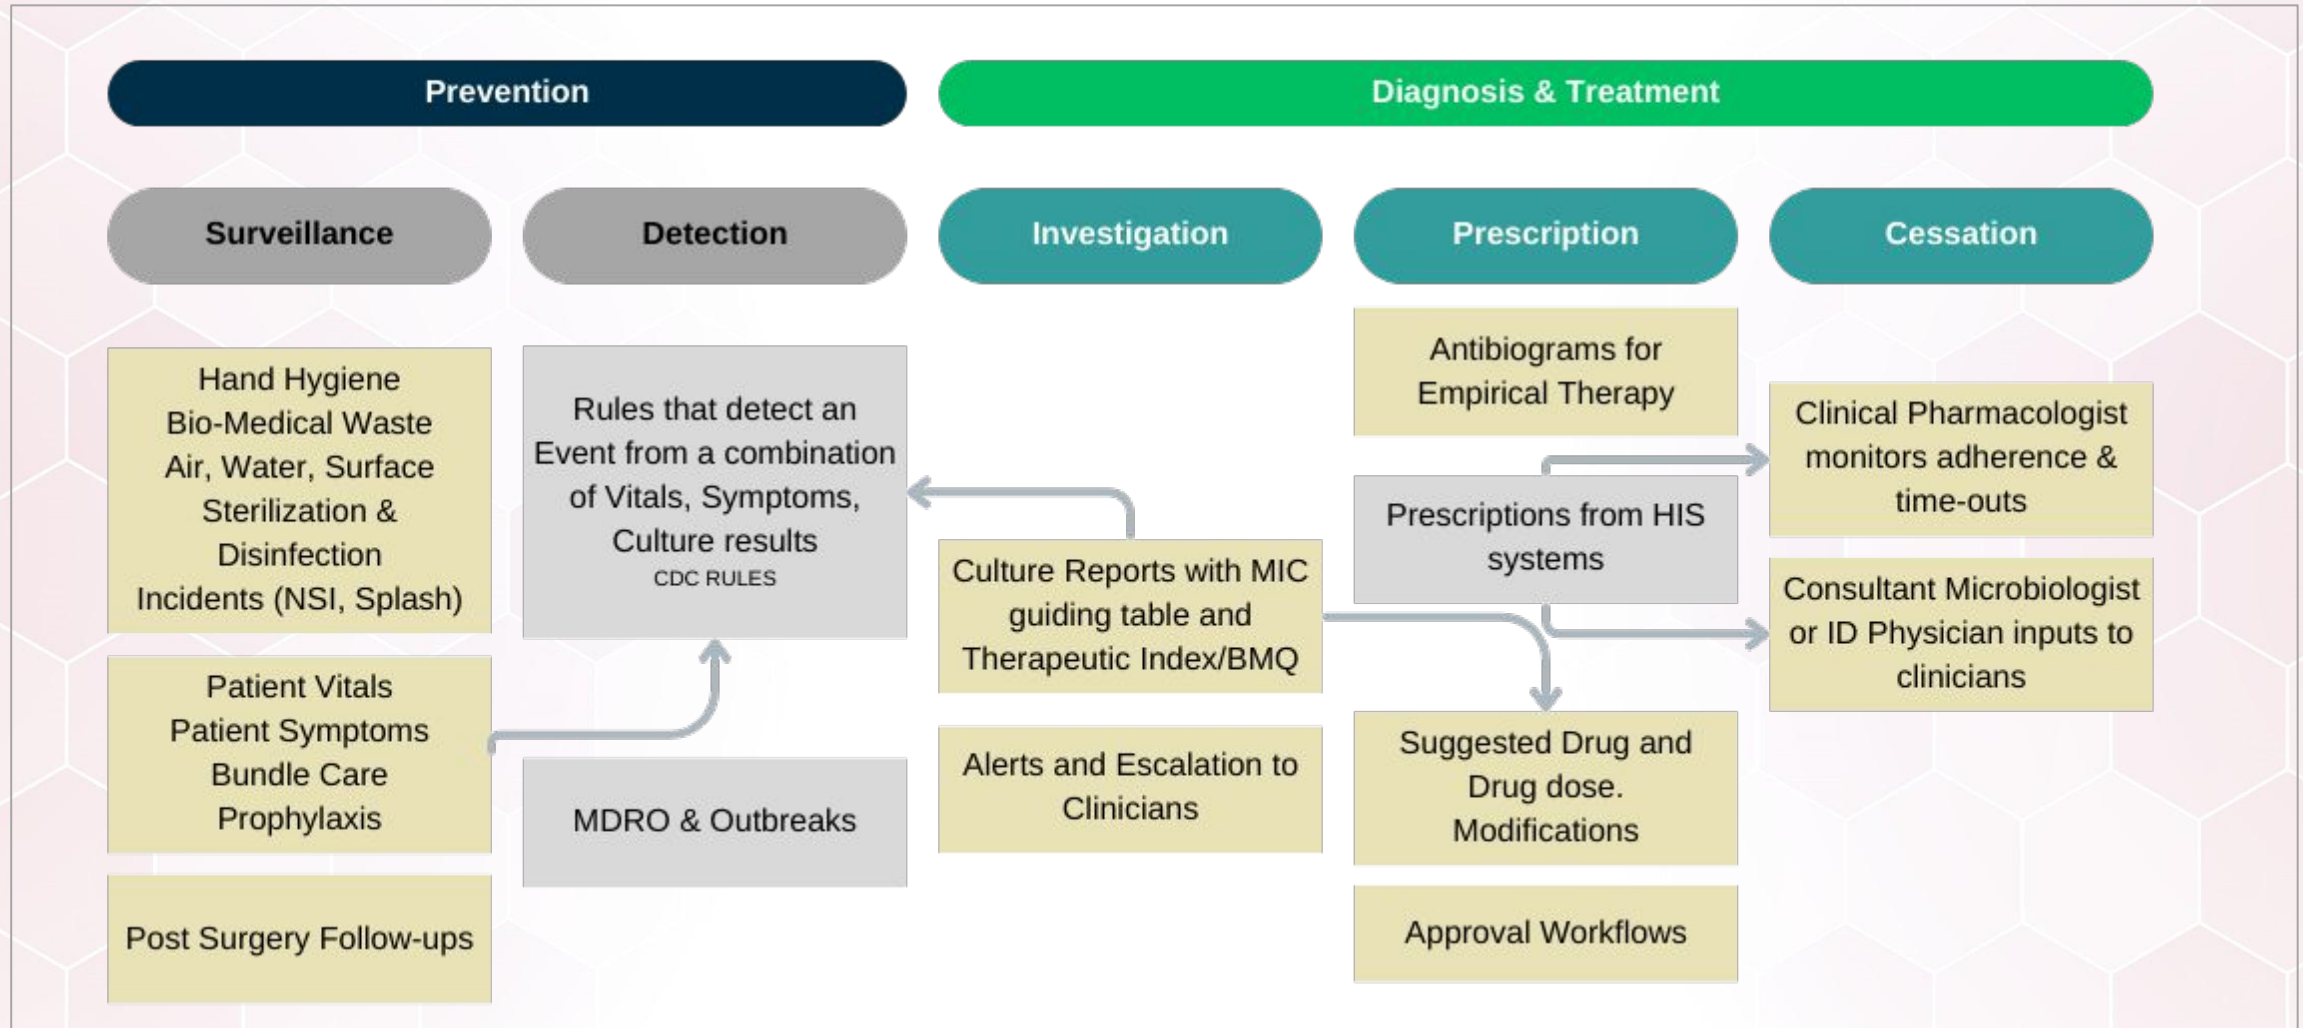 Prevention
Diagnosis & Treatment
Surveillance
Detection
Investigation
Prescription
Cessation
Hand Hygiene
Bio-Medical Waste
Air, Water, Surface
Sterilization &
Disinfection
Incidents (NSI, Splash)
Patient Vitals
Patient Symptoms
Bundle Care
Prophylaxis
Post Surgery Follow-ups
Rules that detect an
Event from a combination
of Vitals, Symptoms,
Culture results
CDC RULES
MDRO & Outbreaks
Culture Reports with MIC
guiding table and
Therapeutic Index/BMQ
Alerts and Escalation to
Clinicians
Antibiograms for
Empirical Therapy
Prescriptions from HIS
systems
Suggested Drug and
Drug dose.
Modifications
Approval Workflows
Clinical Pharmacologist
monitors adherence &
time-outs
Consultant Microbiologist
or ID Physician inputs to
clinicians